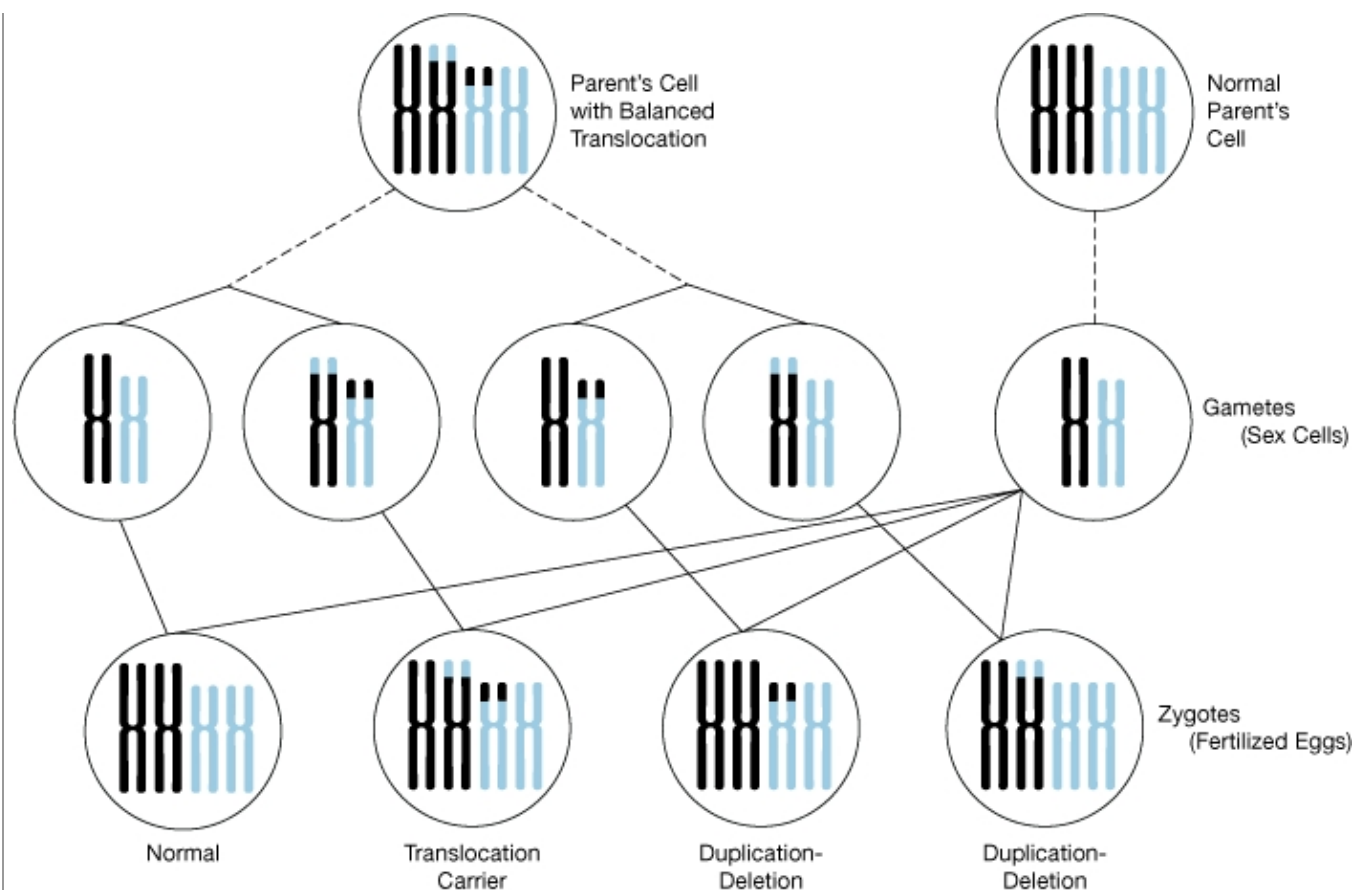 Parent's Cell
with Balanced
Translocation
Normal
Parent's
Cell
Gametes
(Sex Cells)
Zygotes
(Fertilized Eggs)
Normal
Translocation
Carrier
Duplication-
Deletion
Duplication-
Deletion